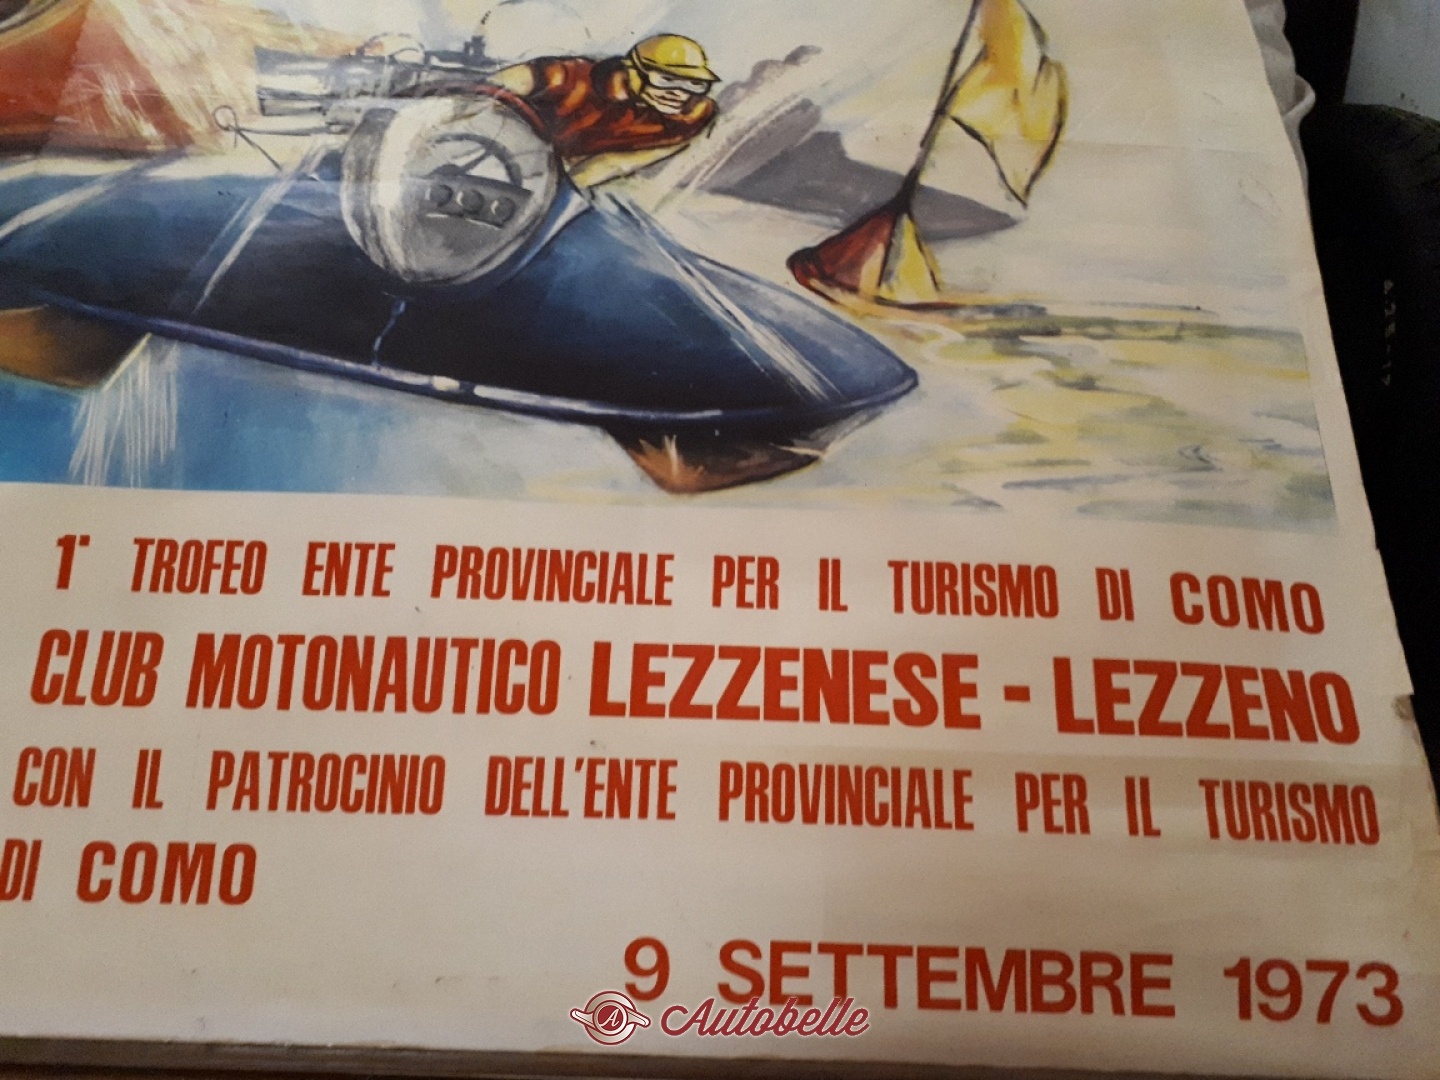 1° TROFEO ENTE PROVINCIALE PER IL TURISMO DI COMO
CLUB MOTONAUTICO LEZZENESE - LEZZENO
CON IL PATROCINIO DELL'ENTE PROVINCIALE PER IL TURISMO
DI COMO
9 SETTEMBRE 1973
A Autobelle